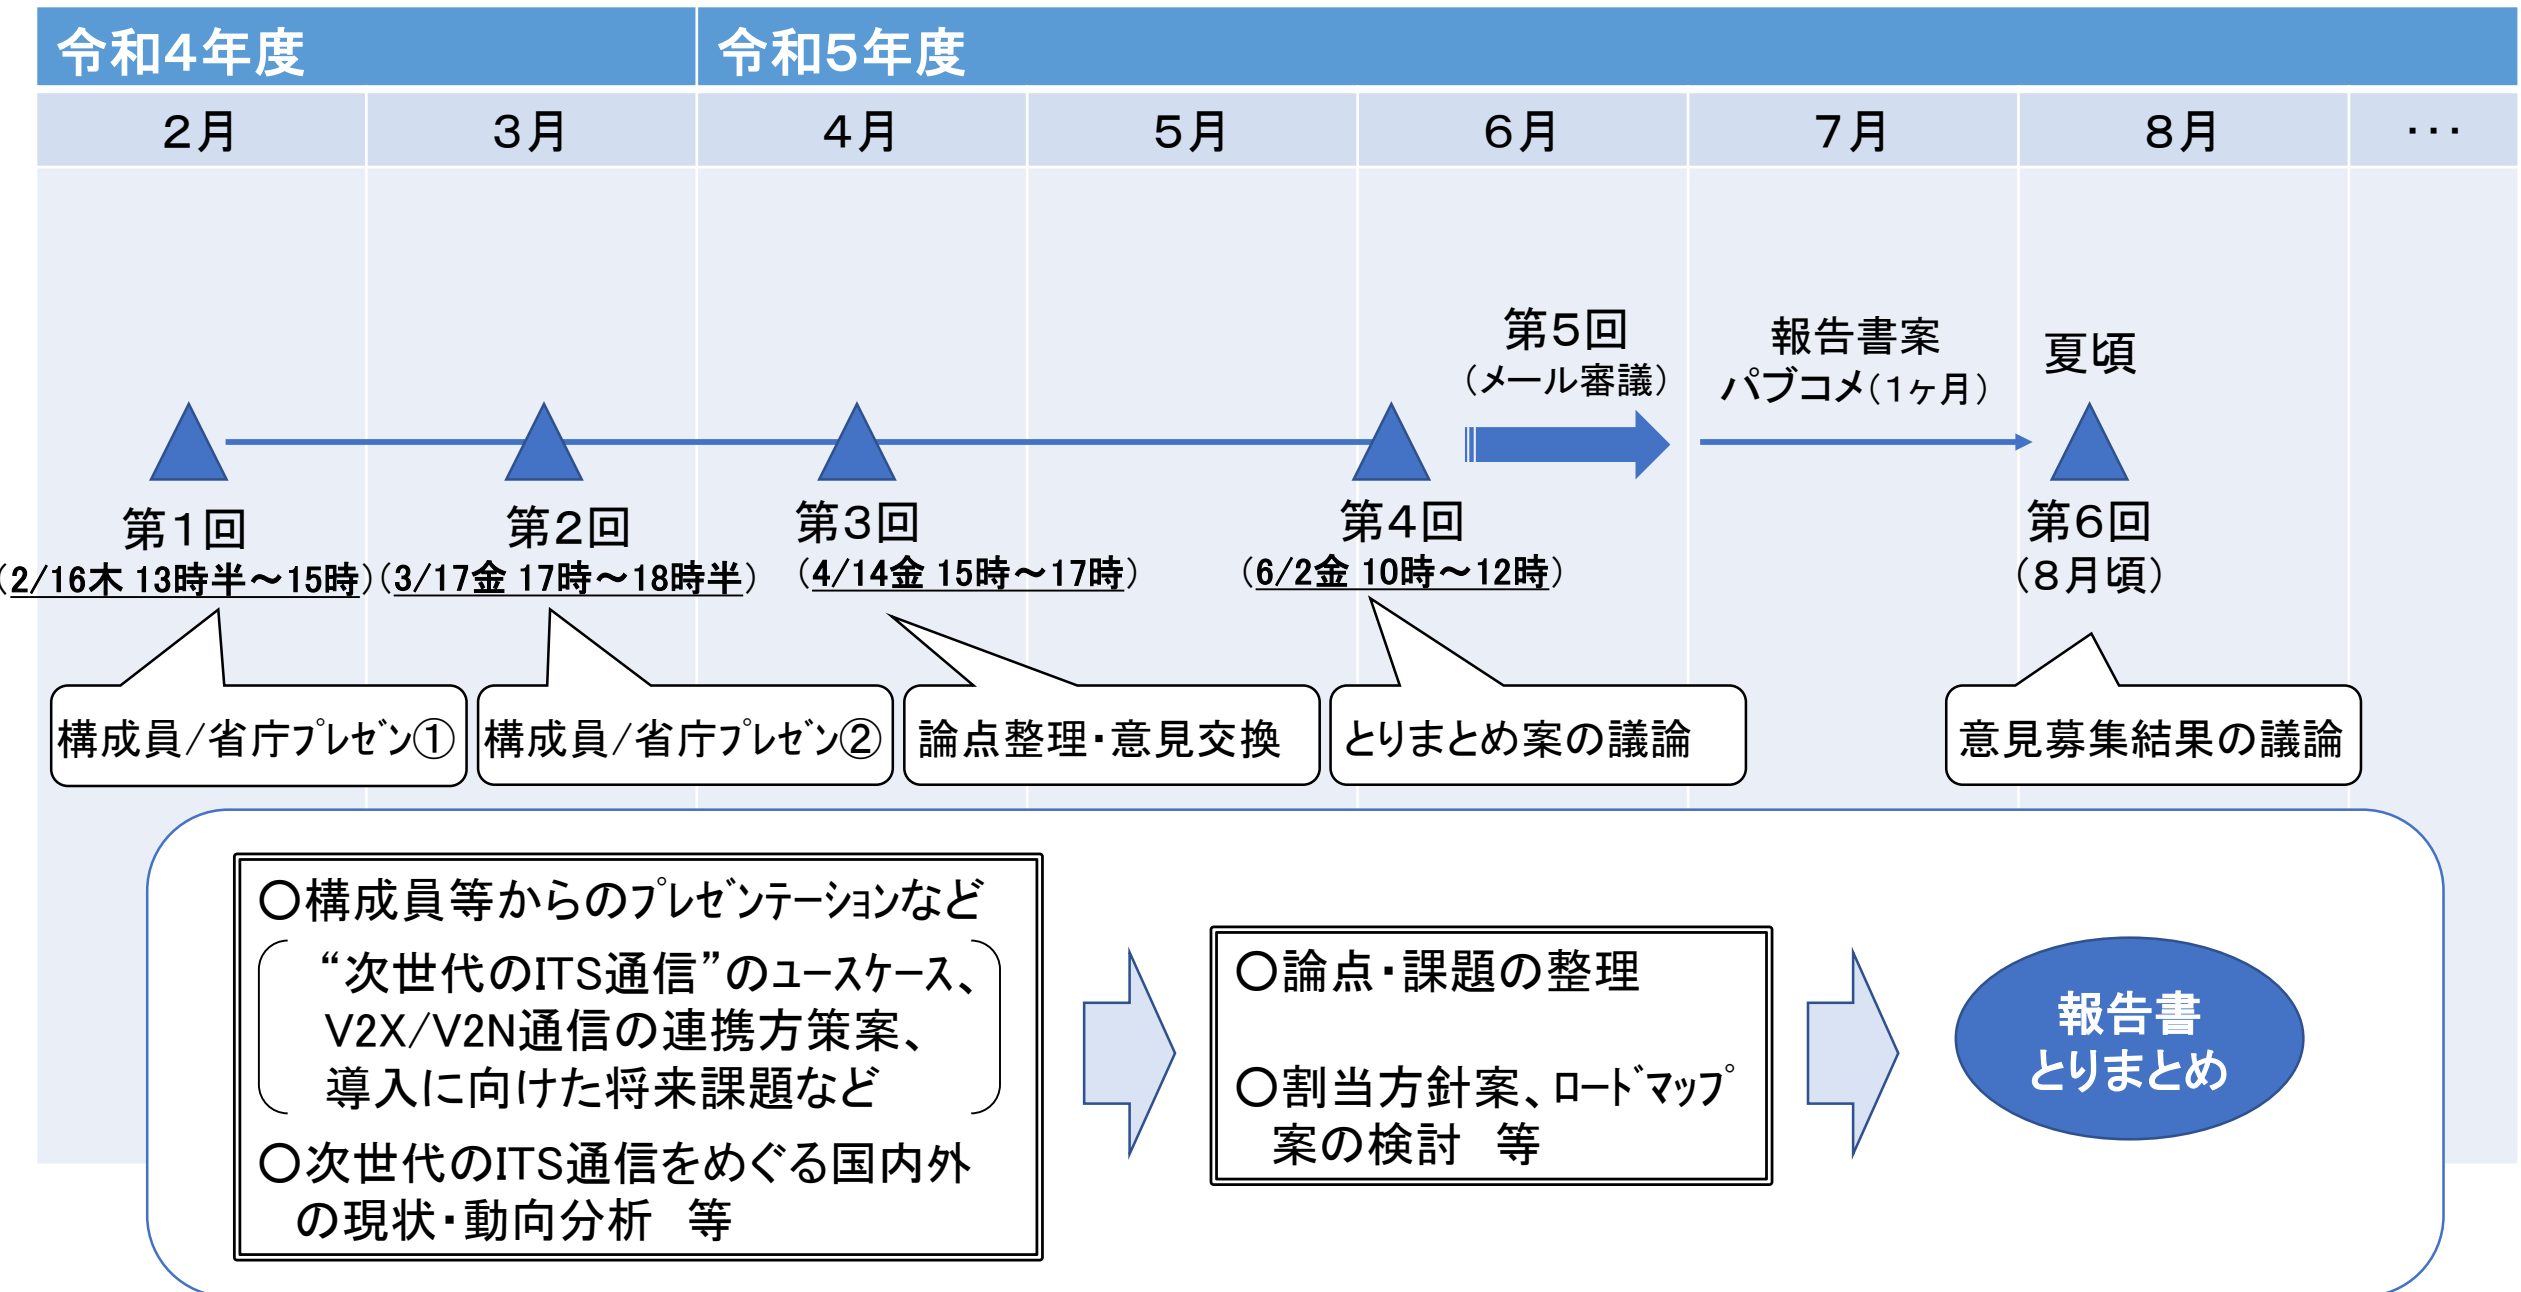 令和4年度 令和5年度
2月 3月 4月 5月 6月 7月 8月 ・・・
第5回
(メール審議)
報告書案
パブコメ(1ヶ月)
夏頃
第1回
(2/16木 13時半～15時)
第2回
(3/17金 17時～18時半)
第3回
(4/14金 15時～17時)
第4回
(6/2金 10時～12時)
第6回
(8月頃)
構成員/省庁ﾌﾟﾚｾﾞﾝ①
構成員/省庁ﾌﾟﾚｾﾞﾝ②
論点整理・意見交換
とりまとめ案の議論
意見募集結果の議論
〇構成員等からのﾌﾟﾚｾﾞﾝﾃｰｼｮﾝなど
“次世代のITS通信”のﾕｰｽｹｰｽ、
V2X/V2N通信の連携方策案、
導入に向けた将来課題など
〇次世代のITS通信をめぐる国内外
の現状・動向分析　等
〇論点・課題の整理
〇割当方針案、ﾛｰﾄﾞﾏｯﾌﾟ
案の検討　等
報告書
とりまとめ